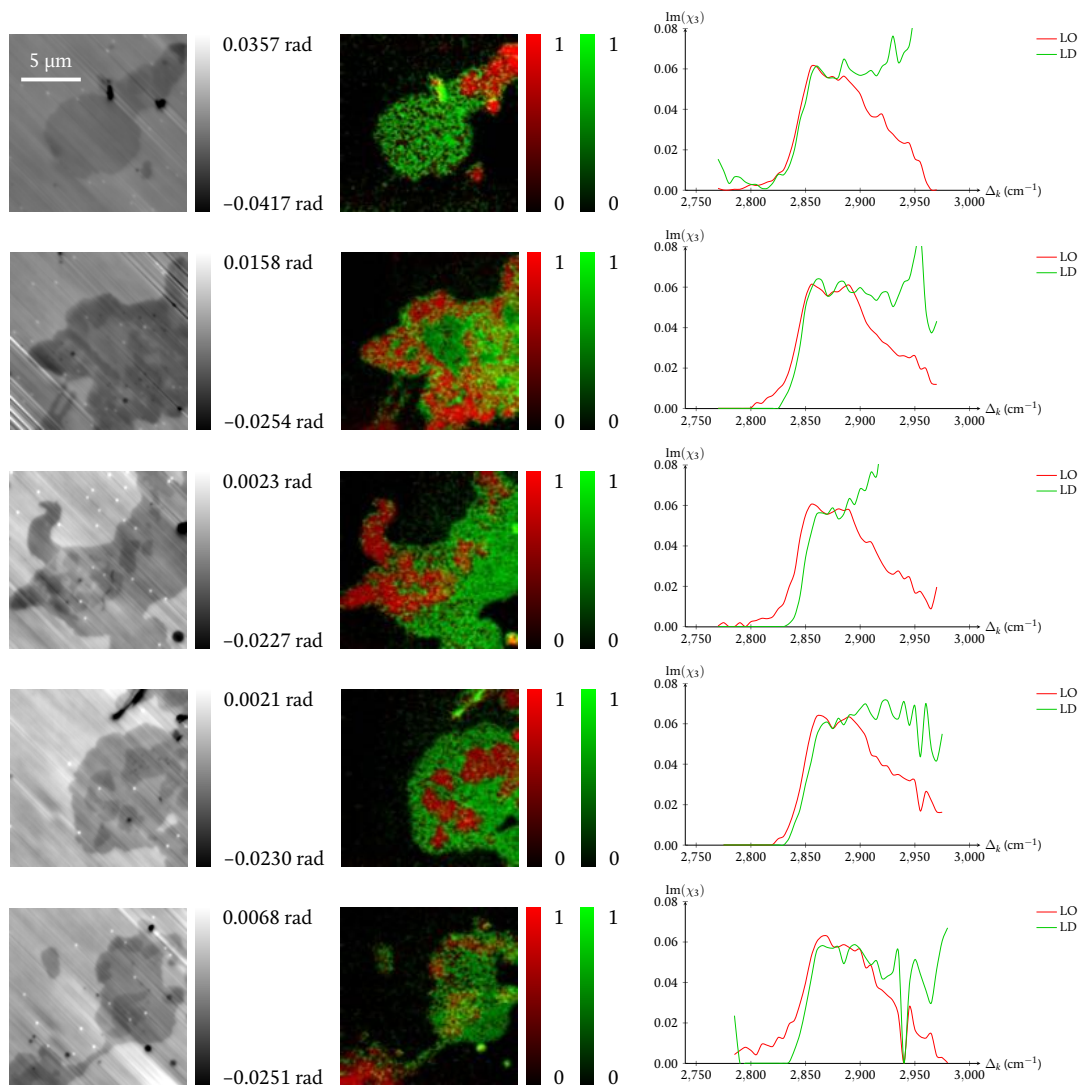 5 μm
0.0357 rad
–0.0417 rad
1 1
0 0
Im(χ₃)
0.08
0.06
0.04
0.02
0.00
2,750 2,800 2,850 2,900 2,950 3,000
Δₖ (cm⁻¹)
LO
LD
0.0158 rad
–0.0254 rad
1 1
0 0
Im(χ₃)
0.08
0.06
0.04
0.02
0.00
2,750 2,800 2,850 2,900 2,950 3,000
Δₖ (cm⁻¹)
LO
LD
0.0023 rad
–0.0227 rad
1 1
0 0
Im(χ₃)
0.08
0.06
0.04
0.02
0.00
2,750 2,800 2,850 2,900 2,950 3,000
Δₖ (cm⁻¹)
LO
LD
0.0021 rad
–0.0230 rad
1 1
0 0
Im(χ₃)
0.08
0.06
0.04
0.02
0.00
2,750 2,800 2,850 2,900 2,950 3,000
Δₖ (cm⁻¹)
LO
LD
0.0068 rad
–0.0251 rad
1 1
0 0
Im(χ₃)
0.08
0.06
0.04
0.02
0.00
2,750 2,800 2,850 2,900 2,950 3,000
Δₖ (cm⁻¹)
LO
LD